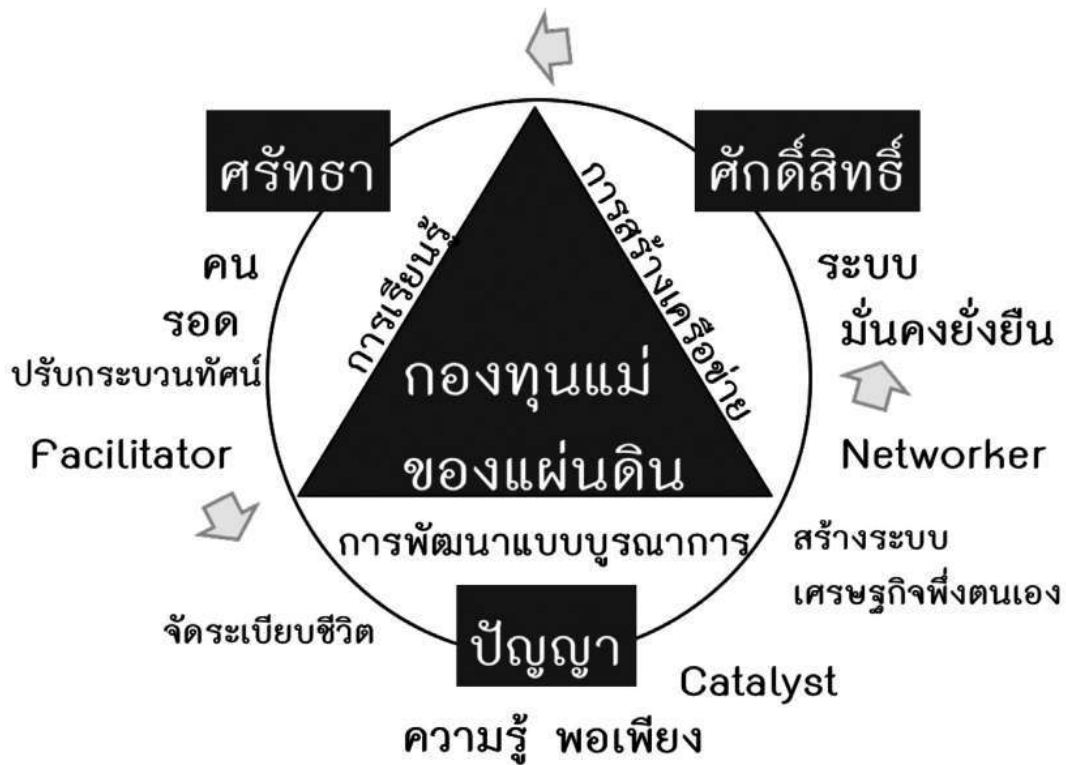 ศรัทธา
ศักดิ์สิทธิ์
การเรียนรู้
การสร้างเครือข่าย
คน
รอด
ปรับกระบวนทัศน์
Facilitator
ระบบ
มั่นคงยั่งยืน
Networker
กองทุนแม่
ของแผ่นดิน
การพัฒนาแบบบูรณาการ
สร้างระบบ
เศรษฐกิจพึ่งตนเอง
จัดระเบียบชีวิต
ปัญญา
Catalyst
ความรู้ พอเพียง